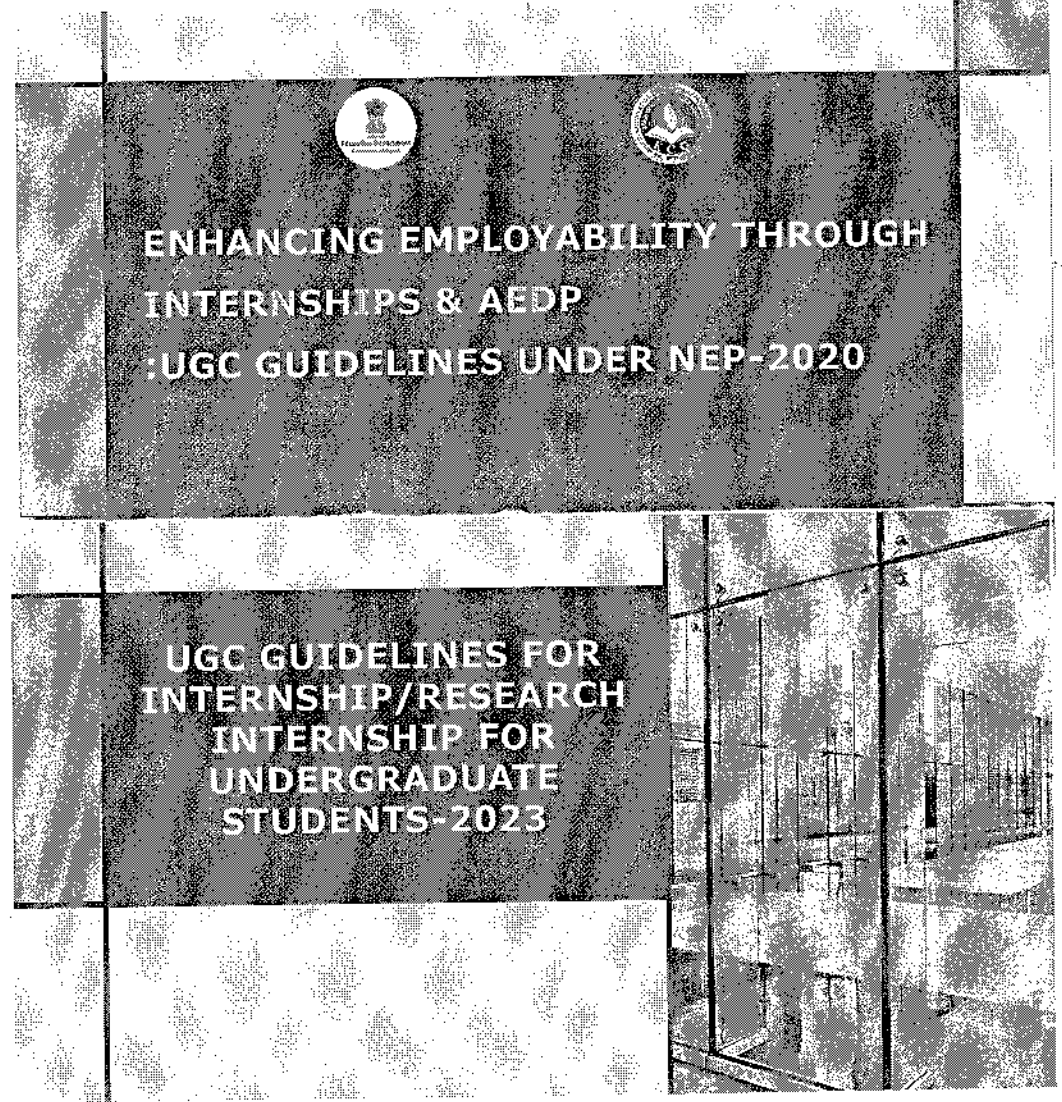 ENHANCING EMPLOYABILITY THROUGH
INTERNSHIPS & AEDP
:UGC GUIDELINES UNDER NEP-2020
UGC GUIDELINES FOR
INTERNSHIP/RESEARCH
INTERNSHIP FOR
UNDERGRADUATE
STUDENTS-2023